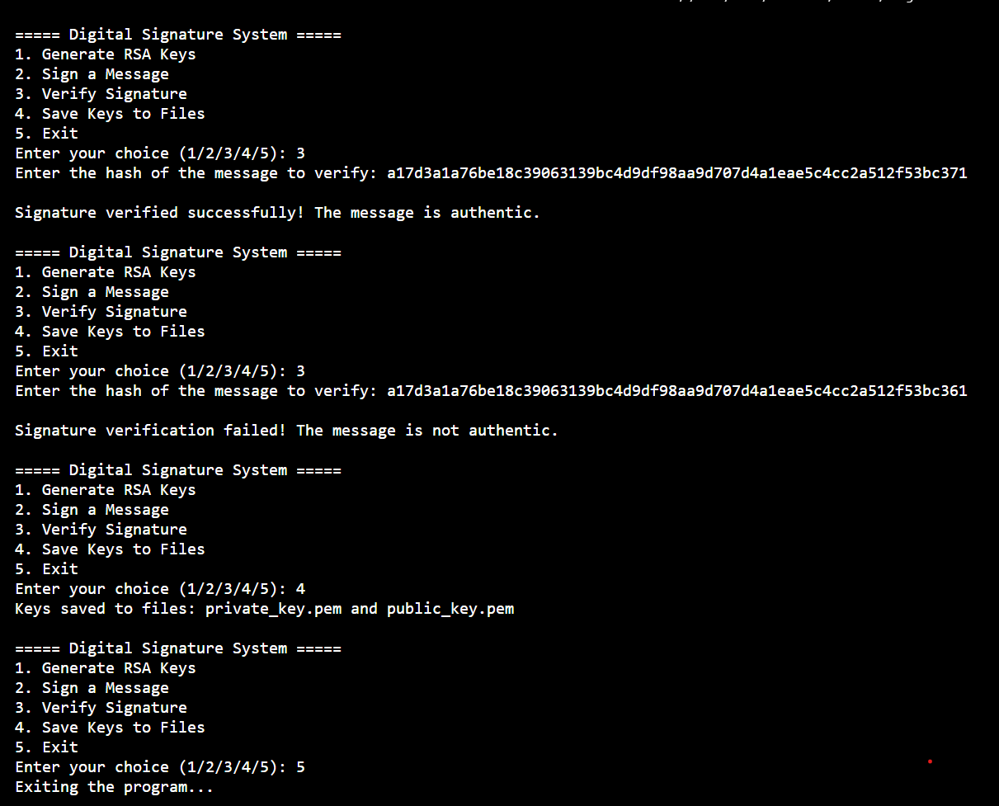 ===== Digital Signature System =====
1. Generate RSA Keys
2. Sign a Message
3. Verify Signature
4. Save Keys to Files
5. Exit
Enter your choice (1/2/3/4/5): 3
Enter the hash of the message to verify: a17d3a1a76be18c39063139bc4d9df98aa9d707d4a1eae5c4cc2a512f53bc371
Signature verified successfully! The message is authentic.
===== Digital Signature System =====
1. Generate RSA Keys
2. Sign a Message
3. Verify Signature
4. Save Keys to Files
5. Exit
Enter your choice (1/2/3/4/5): 3
Enter the hash of the message to verify: a17d3a1a76be18c39063139bc4d9df98aa9d707d4a1eae5c4cc2a512f53bc361
Signature verification failed! The message is not authentic.
===== Digital Signature System =====
1. Generate RSA Keys
2. Sign a Message
3. Verify Signature
4. Save Keys to Files
5. Exit
Enter your choice (1/2/3/4/5): 4
Keys saved to files: private_key.pem and public_key.pem
===== Digital Signature System =====
1. Generate RSA Keys
2. Sign a Message
3. Verify Signature
4. Save Keys to Files
5. Exit
Enter your choice (1/2/3/4/5): 5
Exiting the program...